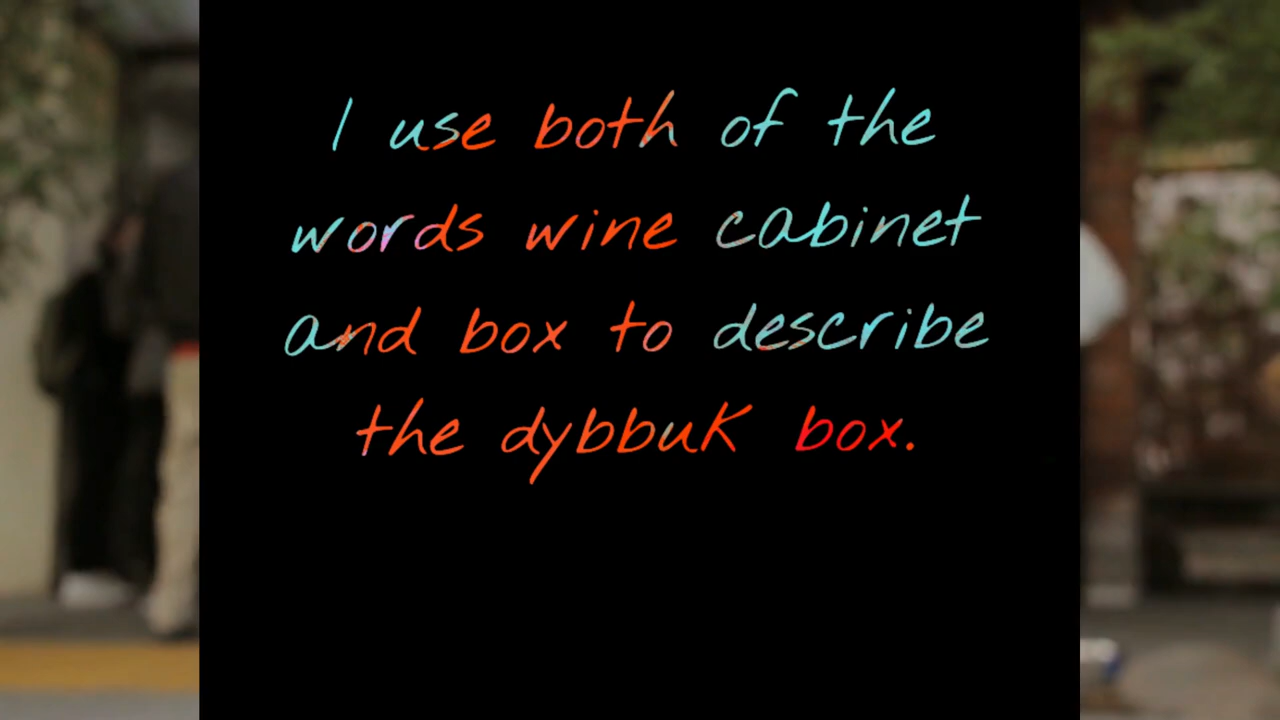 I use both of the
words wine cabinet
and box to describe
the dybbuk box.